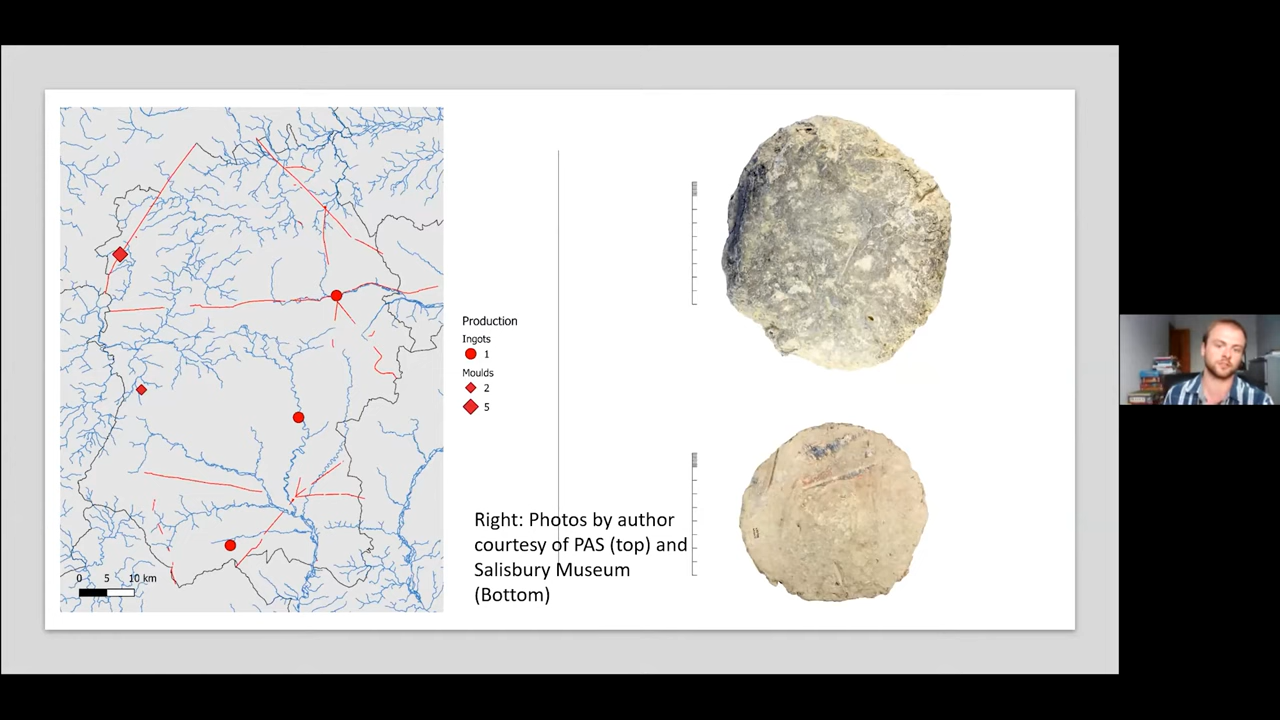 Production
Ingots
1
Moulds
2
5
0 5 10 km
Right: Photos by author
courtesy of PAS (top) and
Salisbury Museum
(Bottom)